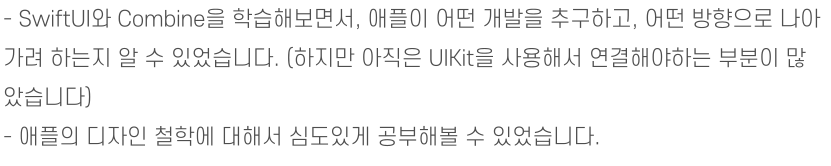 - SwiftUI와 Combine을 학습해보면서, 애플이 어떤 개발을 추구하고, 어떤 방향으로 나아
가려 하는지 알 수 있었습니다. (하지만 아직은 UIKit을 사용해서 연결해야하는 부분이 많
았습니다)
- 애플의 디자인 철학에 대해서 심도있게 공부해볼 수 있었습니다.